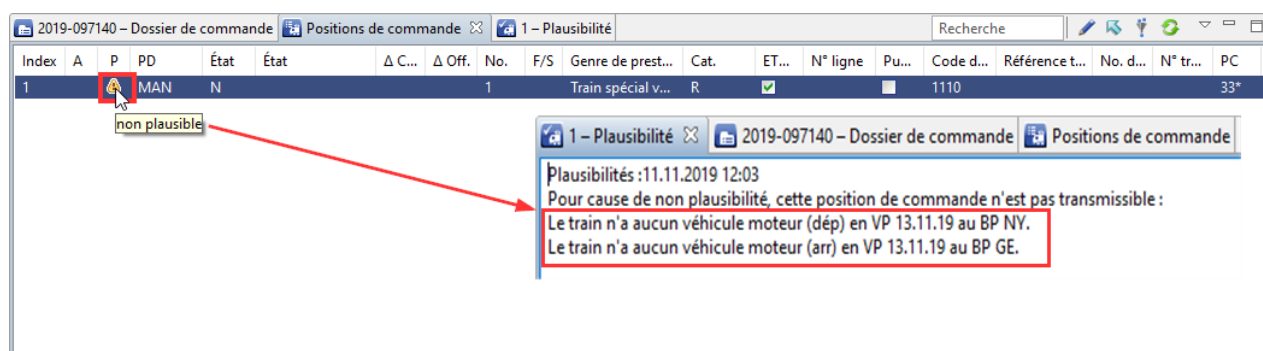 2019-097140 – Dossier de commande Positions de commande 1 – Plausibilité Recherche
Index A P PD État État Δ C... Δ Off. No. F/S Genre de prest... Cat. ET... N° ligne Pu... Code d... Référence t... No. d... N° tr... PC
1 MAN N 1 Train spécial v... R 1110 33*
non plausible
1 – Plausibilité 2019-097140 – Dossier de commande Positions de commande
Plausibilités :11.11.2019 12:03
Pour cause de non plausibilité, cette position de commande n'est pas transmissible :
Le train n'a aucun véhicule moteur (dép) en VP 13.11.19 au BP NY.
Le train n'a aucun véhicule moteur (arr) en VP 13.11.19 au BP GE.